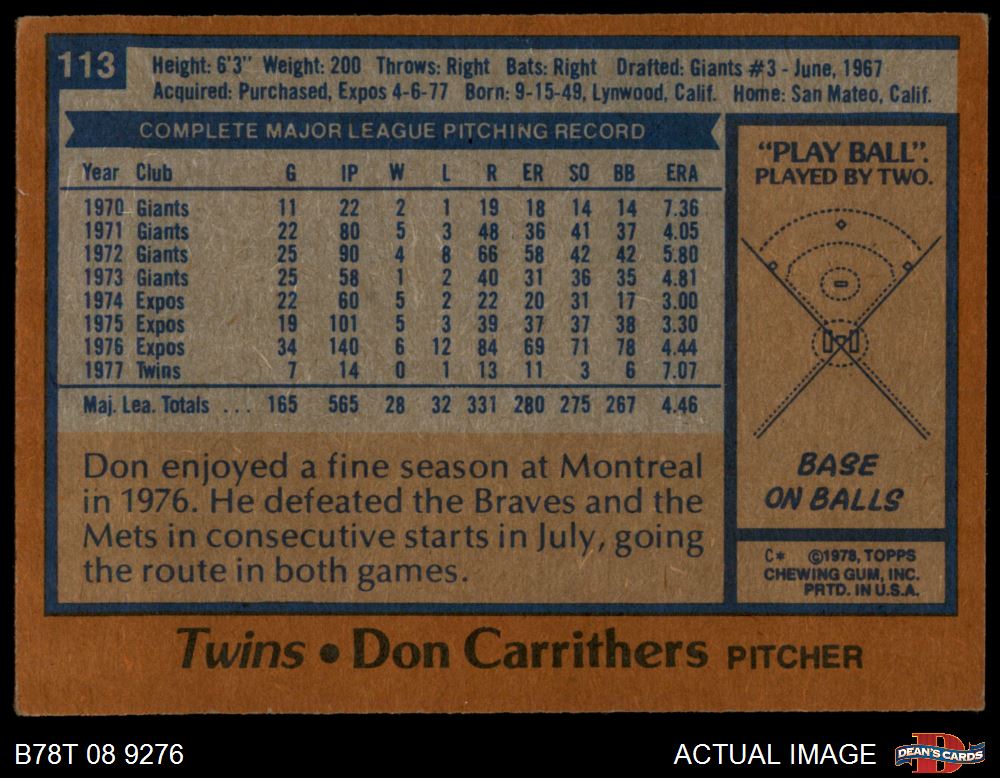 113
Height: 6'3" Weight: 200 Throws: Right Bats: Right Drafted: Giants #3 - June, 1967
Acquired: Purchased, Expos 4-6-77 Born: 9-15-49, Lynwood, Calif. Home: San Mateo, Calif.
COMPLETE MAJOR LEAGUE PITCHING RECORD
Year Club G IP W L R ER SO BB ERA
1970 Giants 11 22 2 1 19 18 14 14 7.36
1971 Giants 22 80 5 3 48 36 41 37 4.05
1972 Giants 25 90 4 8 66 58 42 42 5.80
1973 Giants 25 58 1 2 40 31 36 35 4.81
1974 Expos 22 60 5 2 22 20 31 17 3.00
1975 Expos 19 101 5 3 39 37 37 38 3.30
1976 Expos 34 140 6 12 84 69 71 78 4.44
1977 Twins 7 14 0 1 13 11 3 6 7.07
Maj. Lea. Totals ... 165 565 28 32 331 280 275 267 4.46
Don enjoyed a fine season at Montreal
in 1976. He defeated the Braves and the
Mets in consecutive starts in July, going
the route in both games.
"PLAY BALL".
PLAYED BY TWO.
BASE
ON BALLS
C* ©1978, TOPPS
CHEWING GUM, INC.
PRTD. IN U.S.A.
Twins • Don Carrithers PITCHER
B78T 08 9276
ACTUAL IMAGE
DEAN'S CARDS